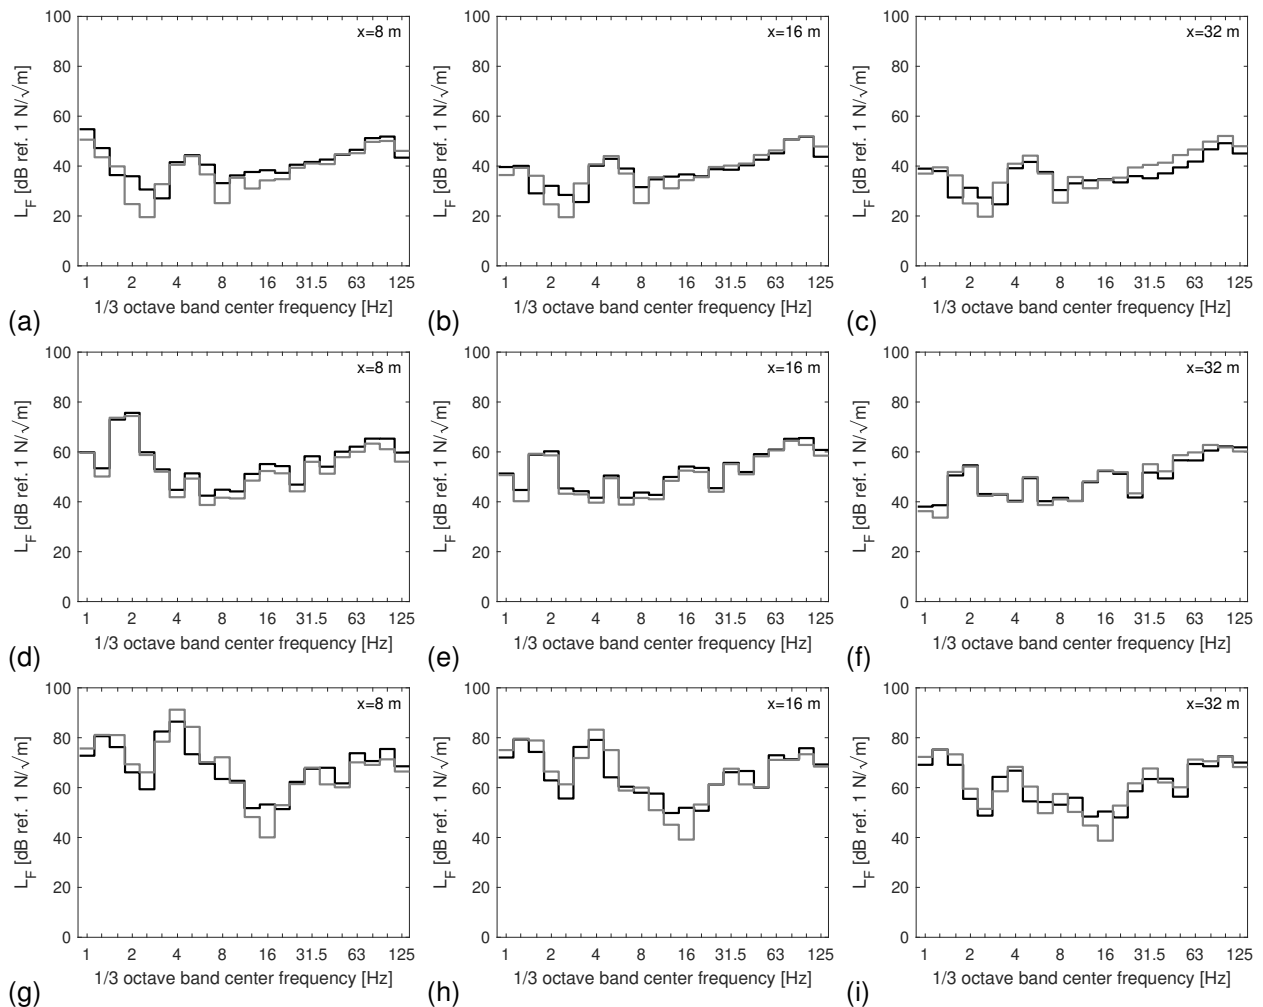 x=8 m
100
80
60
40
20
0
L_F [dB ref. 1 N/√m]
1 2 4 8 16 31.5 63 125
1/3 octave band center frequency [Hz]
(a)
x=16 m
100
80
60
40
20
0
L_F [dB ref. 1 N/√m]
1 2 4 8 16 31.5 63 125
1/3 octave band center frequency [Hz]
(b)
x=32 m
100
80
60
40
20
0
L_F [dB ref. 1 N/√m]
1 2 4 8 16 31.5 63 125
1/3 octave band center frequency [Hz]
(c)
x=8 m
100
80
60
40
20
0
L_F [dB ref. 1 N/√m]
1 2 4 8 16 31.5 63 125
1/3 octave band center frequency [Hz]
(d)
x=16 m
100
80
60
40
20
0
L_F [dB ref. 1 N/√m]
1 2 4 8 16 31.5 63 125
1/3 octave band center frequency [Hz]
(e)
x=32 m
100
80
60
40
20
0
L_F [dB ref. 1 N/√m]
1 2 4 8 16 31.5 63 125
1/3 octave band center frequency [Hz]
(f)
x=8 m
100
80
60
40
20
0
L_F [dB ref. 1 N/√m]
1 2 4 8 16 31.5 63 125
1/3 octave band center frequency [Hz]
(g)
x=16 m
100
80
60
40
20
0
L_F [dB ref. 1 N/√m]
1 2 4 8 16 31.5 63 125
1/3 octave band center frequency [Hz]
(h)
x=32 m
100
80
60
40
20
0
L_F [dB ref. 1 N/√m]
1 2 4 8 16 31.5 63 125
1/3 octave band center frequency [Hz]
(i)